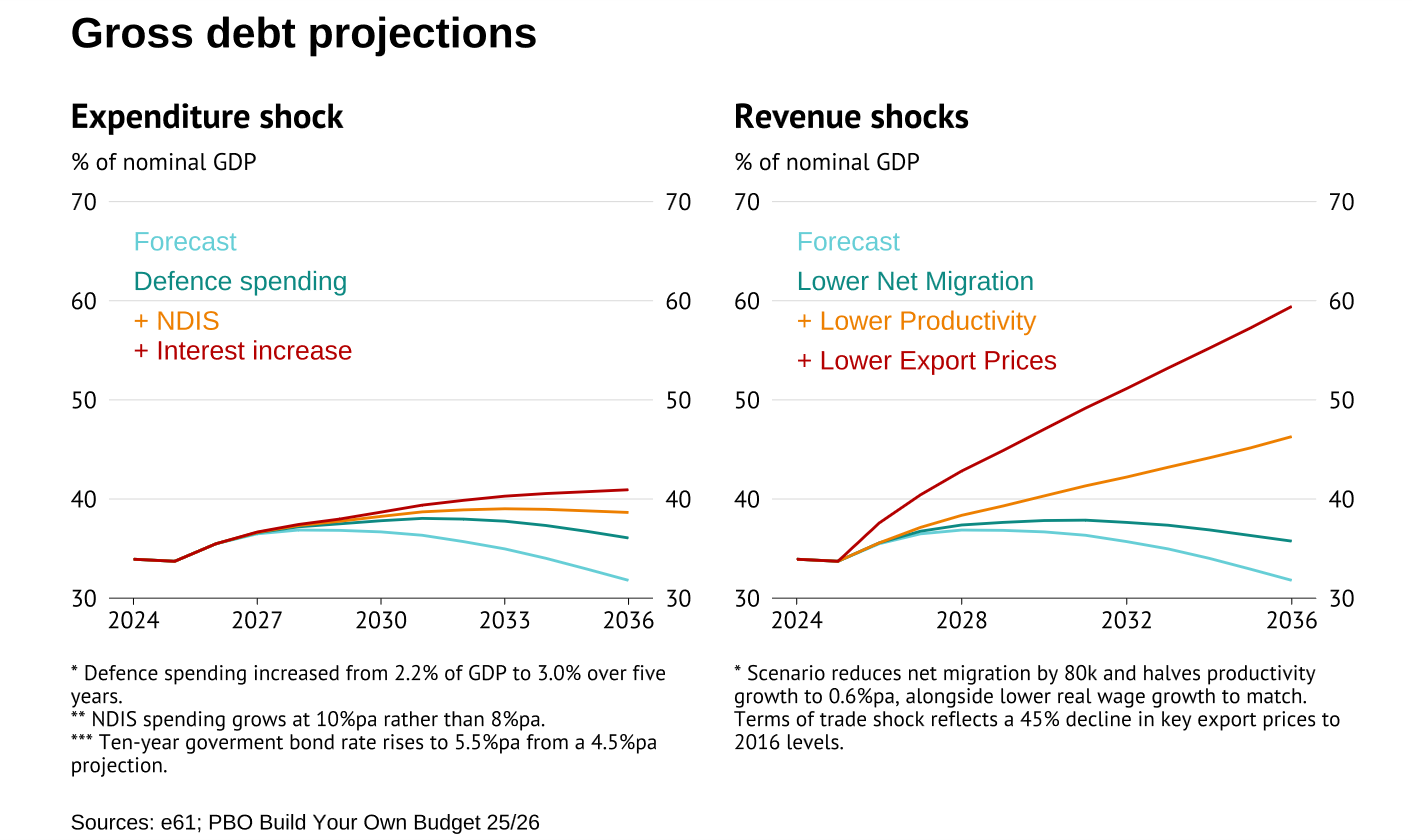 Gross debt projections
Expenditure shock
% of nominal GDP
70
70
60
60
50
50
40
40
30
30
Forecast
Defence spending
+ NDIS
+ Interest increase
2024
2027
2030
2033
2036
* Defence spending increased from 2.2% of GDP to 3.0% over five
years.
** NDIS spending grows at 10%pa rather than 8%pa.
*** Ten-year goverment bond rate rises to 5.5%pa from a 4.5%pa
projection.
Revenue shocks
% of nominal GDP
70
70
60
60
50
50
40
40
30
30
Forecast
Lower Net Migration
+ Lower Productivity
+ Lower Export Prices
2024
2028
2032
2036
* Scenario reduces net migration by 80k and halves productivity
growth to 0.6%pa, alongside lower real wage growth to match.
Terms of trade shock reflects a 45% decline in key export prices to
2016 levels.
Sources: e61; PBO Build Your Own Budget 25/26